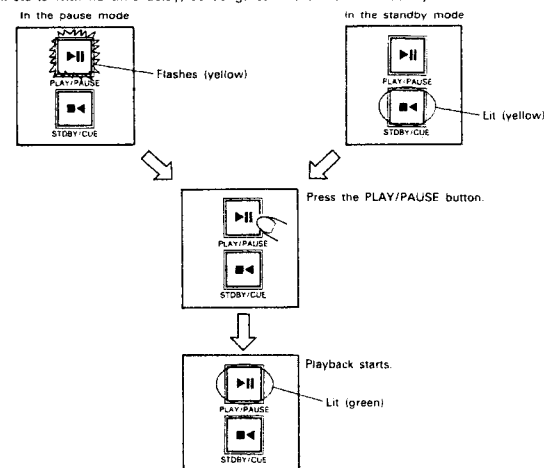 In the pause mode
In the standby mode
PLAY/PAUSE
Flashes (yellow)
STDBY/CUE
PLAY/PAUSE
STDBY/CUE
Lit (yellow)
Press the PLAY/PAUSE button.
PLAY/PAUSE
STDBY/CUE
Playback starts.
PLAY/PAUSE
Lit (green)
STDBY/CUE